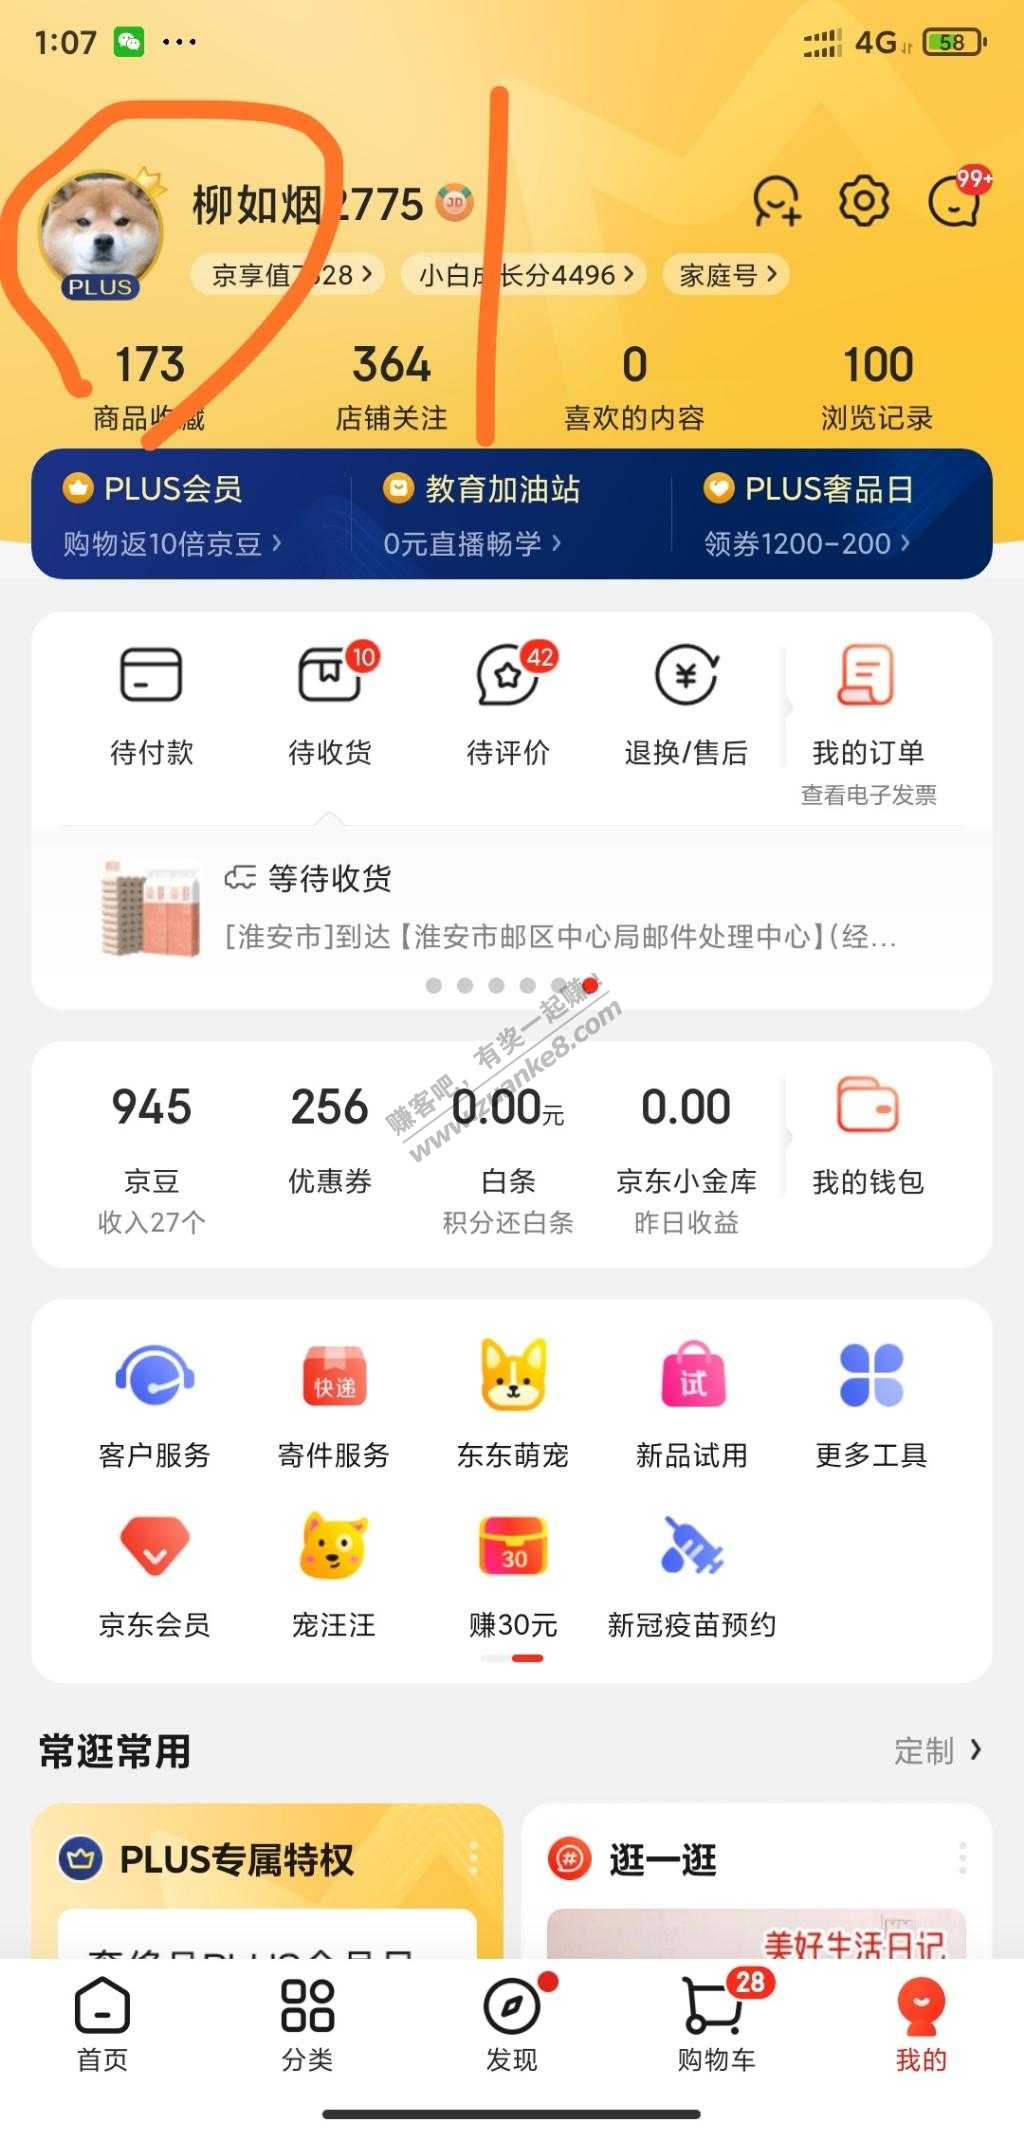 1:07 ··· 4G 58
99+
柳如烟2775 JD
PLUS
京享值7328 > 小白成长分4496 > 家庭号 >
173 364 0 100
商品收藏 店铺关注 喜欢的内容 浏览记录
PLUS会员 教育加油站 PLUS奢品日
购物返10倍京豆 > 0元直播畅学 > 领券1200-200 >
10 42
待付款 待收货 待评价 退换/售后 我的订单
查看电子发票
等待收货
[淮安市]到达【淮安市邮区中心局邮件处理中心】(经...
赚客吧，有奖一起赚！
www.zuanke8.com
945 256 0.00元 0.00
京豆 优惠券 白条 京东小金库 我的钱包
收入27个 积分还白条 昨日收益
快递 试
客户服务 寄件服务 东东萌宠 新品试用 更多工具
30
京东会员 宠汪汪 赚30元 新冠疫苗预约
常逛常用 定制 >
PLUS专属特权 逛一逛
美好生活日记
28
首页 分类 发现 购物车 我的